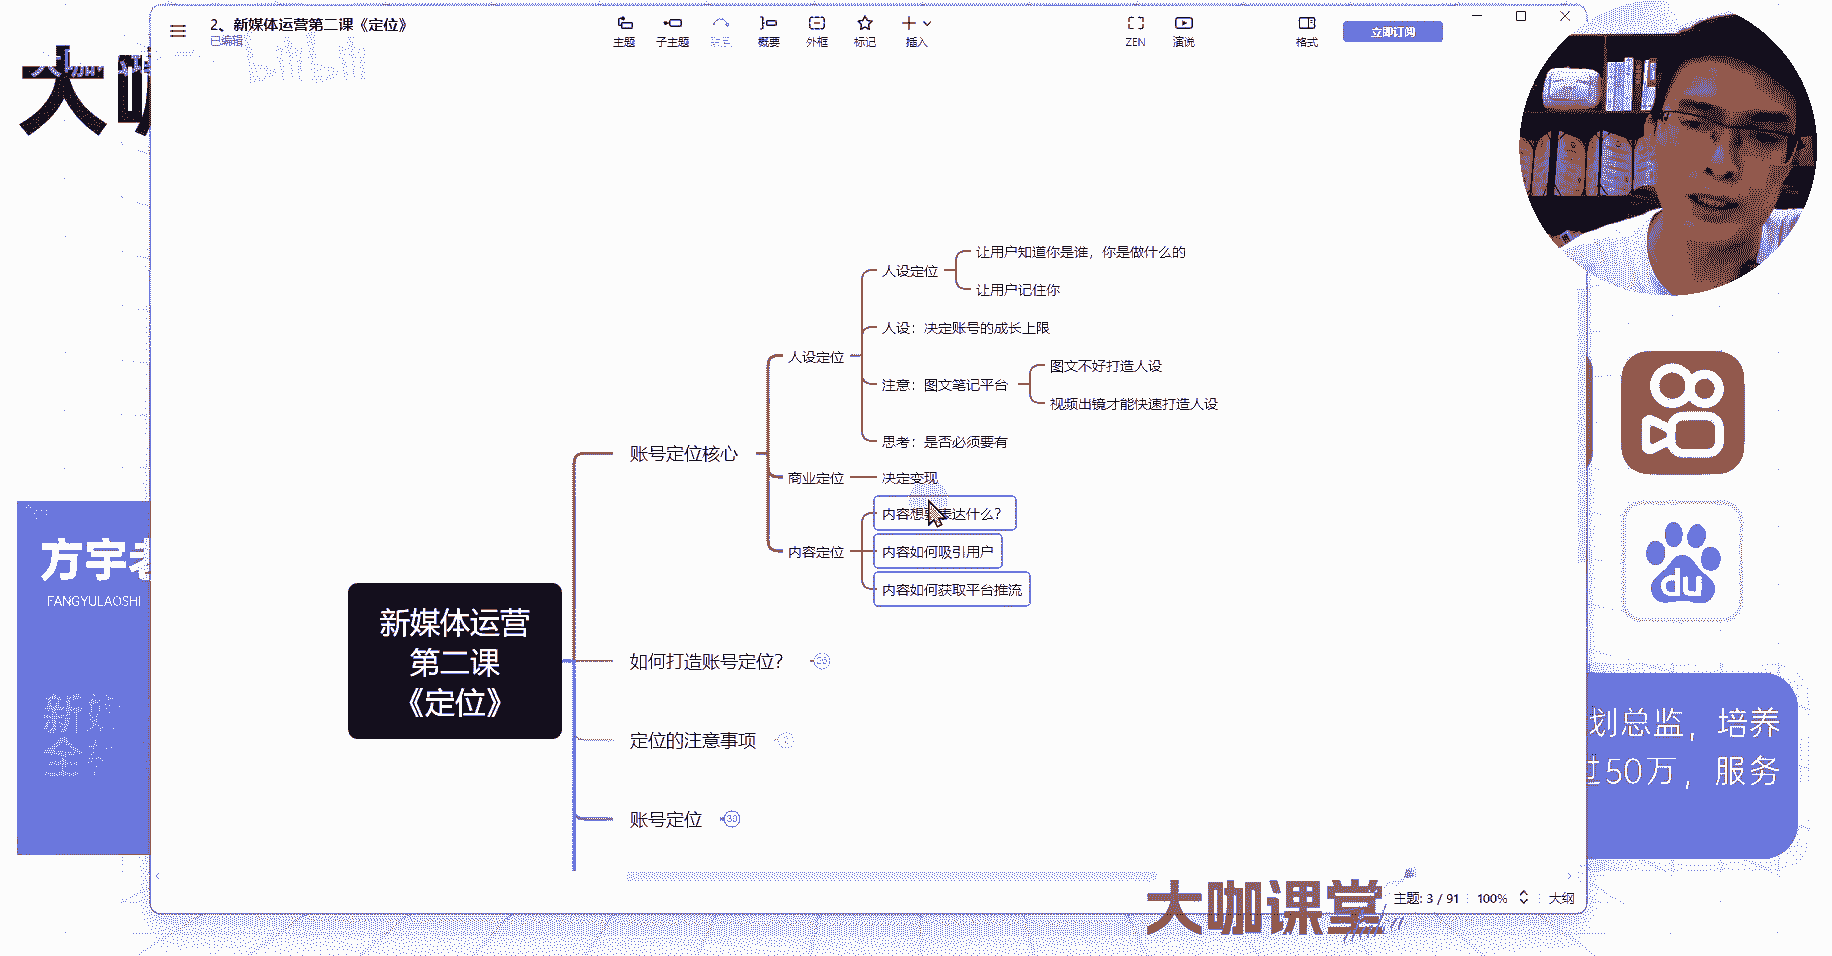 2、新媒体运营第二课《定位》
已编辑
主题
子主题
概要
外框
标记
插入
ZEN
演说
格式
立即订阅
bilibili
大咖
人设定位
让用户知道你是谁，你是做什么的
让用户记住你
人设：决定账号的成长上限
人设定位
注意：图文笔记平台
图文不好打造人设
视频出镜才能快速打造人设
思考：是否必须要有
账号定位核心
商业定位
决定变现
内容想要表达什么？
内容定位
内容如何吸引用户
内容如何获取平台推流
方宇老
FANGYULAOSHI
du
新媒体运营
第二课
《定位》
如何打造账号定位？
定位的注意事项
账号定位
30
新媒
全
划总监，培养
过50万，服务
大咖课堂
主题: 3 / 91
100%
大纲